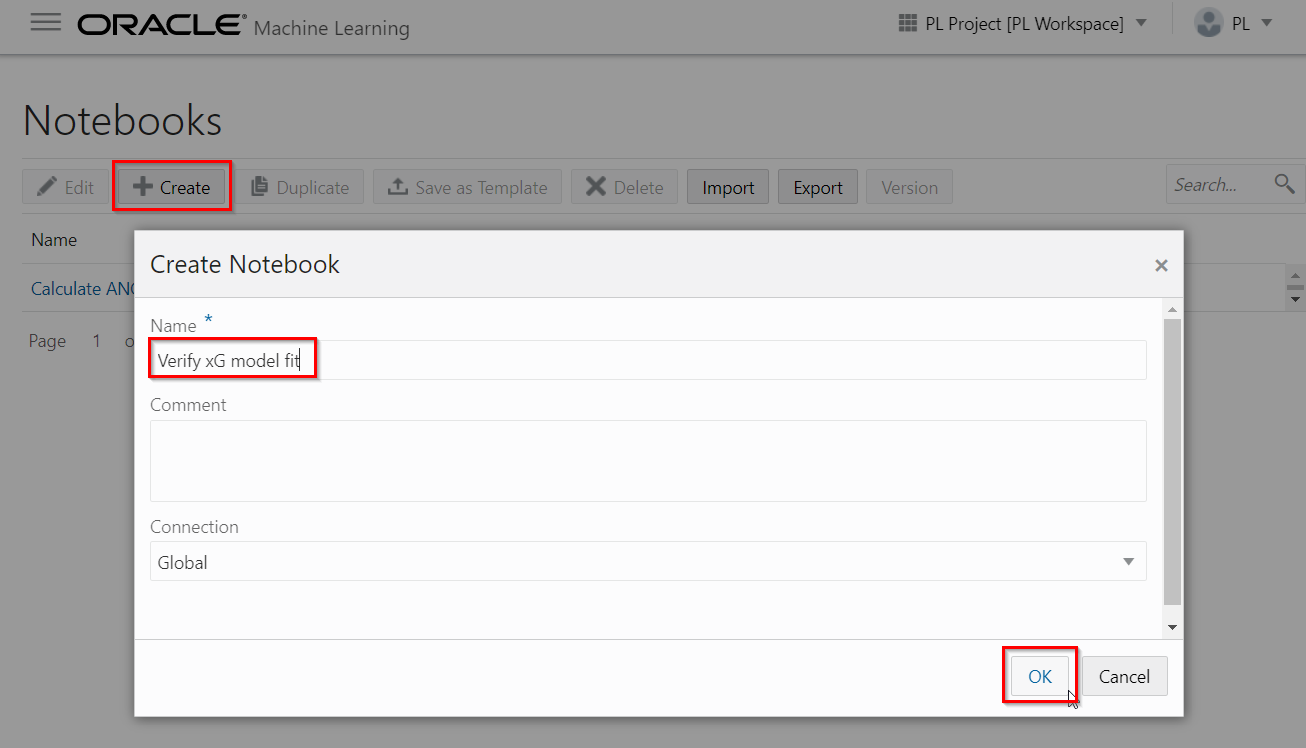 ORACLE® Machine Learning
PL Project [PL Workspace]
PL
Notebooks
Edit
Create
Duplicate
Save as Template
Delete
Import
Export
Version
Search...
Name
Calculate
Page 1
Create Notebook
×
Name *
Verify xG model fit
Comment
Connection
Global
OK
Cancel